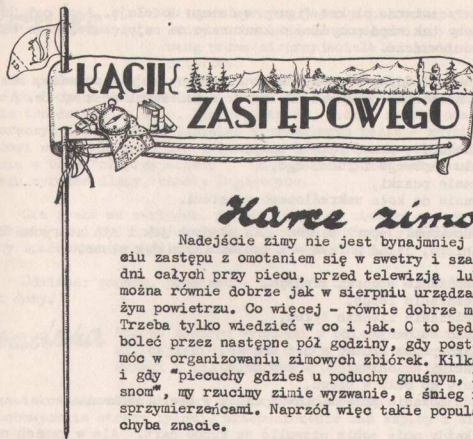 KĄCIK
ZASTĘPOWEGO
Harce zimo
Nadejście zimy nie jest bynajmniej
siu zastępu z omotaniem się w swetry i sza
dni całych przy piecu, przed telewizją lu
można równie dobrze jak w sierpniu urządza
żym powietrzu. Co więcej - równie dobrze m
Trzeba tylko wiedzieć w co i jak. O to będ
boleć przez następne pół godziny, gdy post
móc w organizowaniu zimowych zbiórek. Kilk
i gdy "piecuchy gdzieś u poduchy gnuśnym,
snom", my rzucimy zimie wyzwanie, a śnieg i
sprzymierzeńcami. Naprzód więc takie popul
chyba znacie.